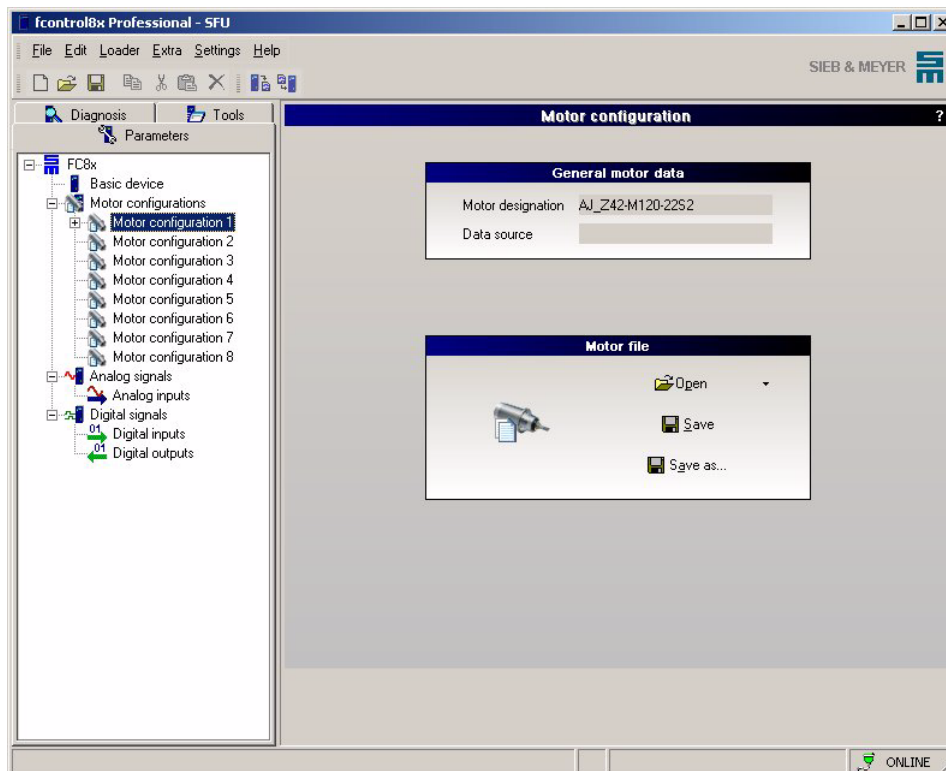 fcontrol8x Professional - SFU
File Edit Loader Extra Settings Help
SIEB & MEYER
Diagnosis
Tools
Parameters
FC8x
Basic device
Motor configurations
Motor configuration 1
Motor configuration 2
Motor configuration 3
Motor configuration 4
Motor configuration 5
Motor configuration 6
Motor configuration 7
Motor configuration 8
Analog signals
Analog inputs
Digital signals
01 Digital inputs
01 Digital outputs
Motor configuration ?
General motor data
Motor designation AJ_Z42-M120-22S2
Data source
Motor file
Open
Save
Save as...
ONLINE